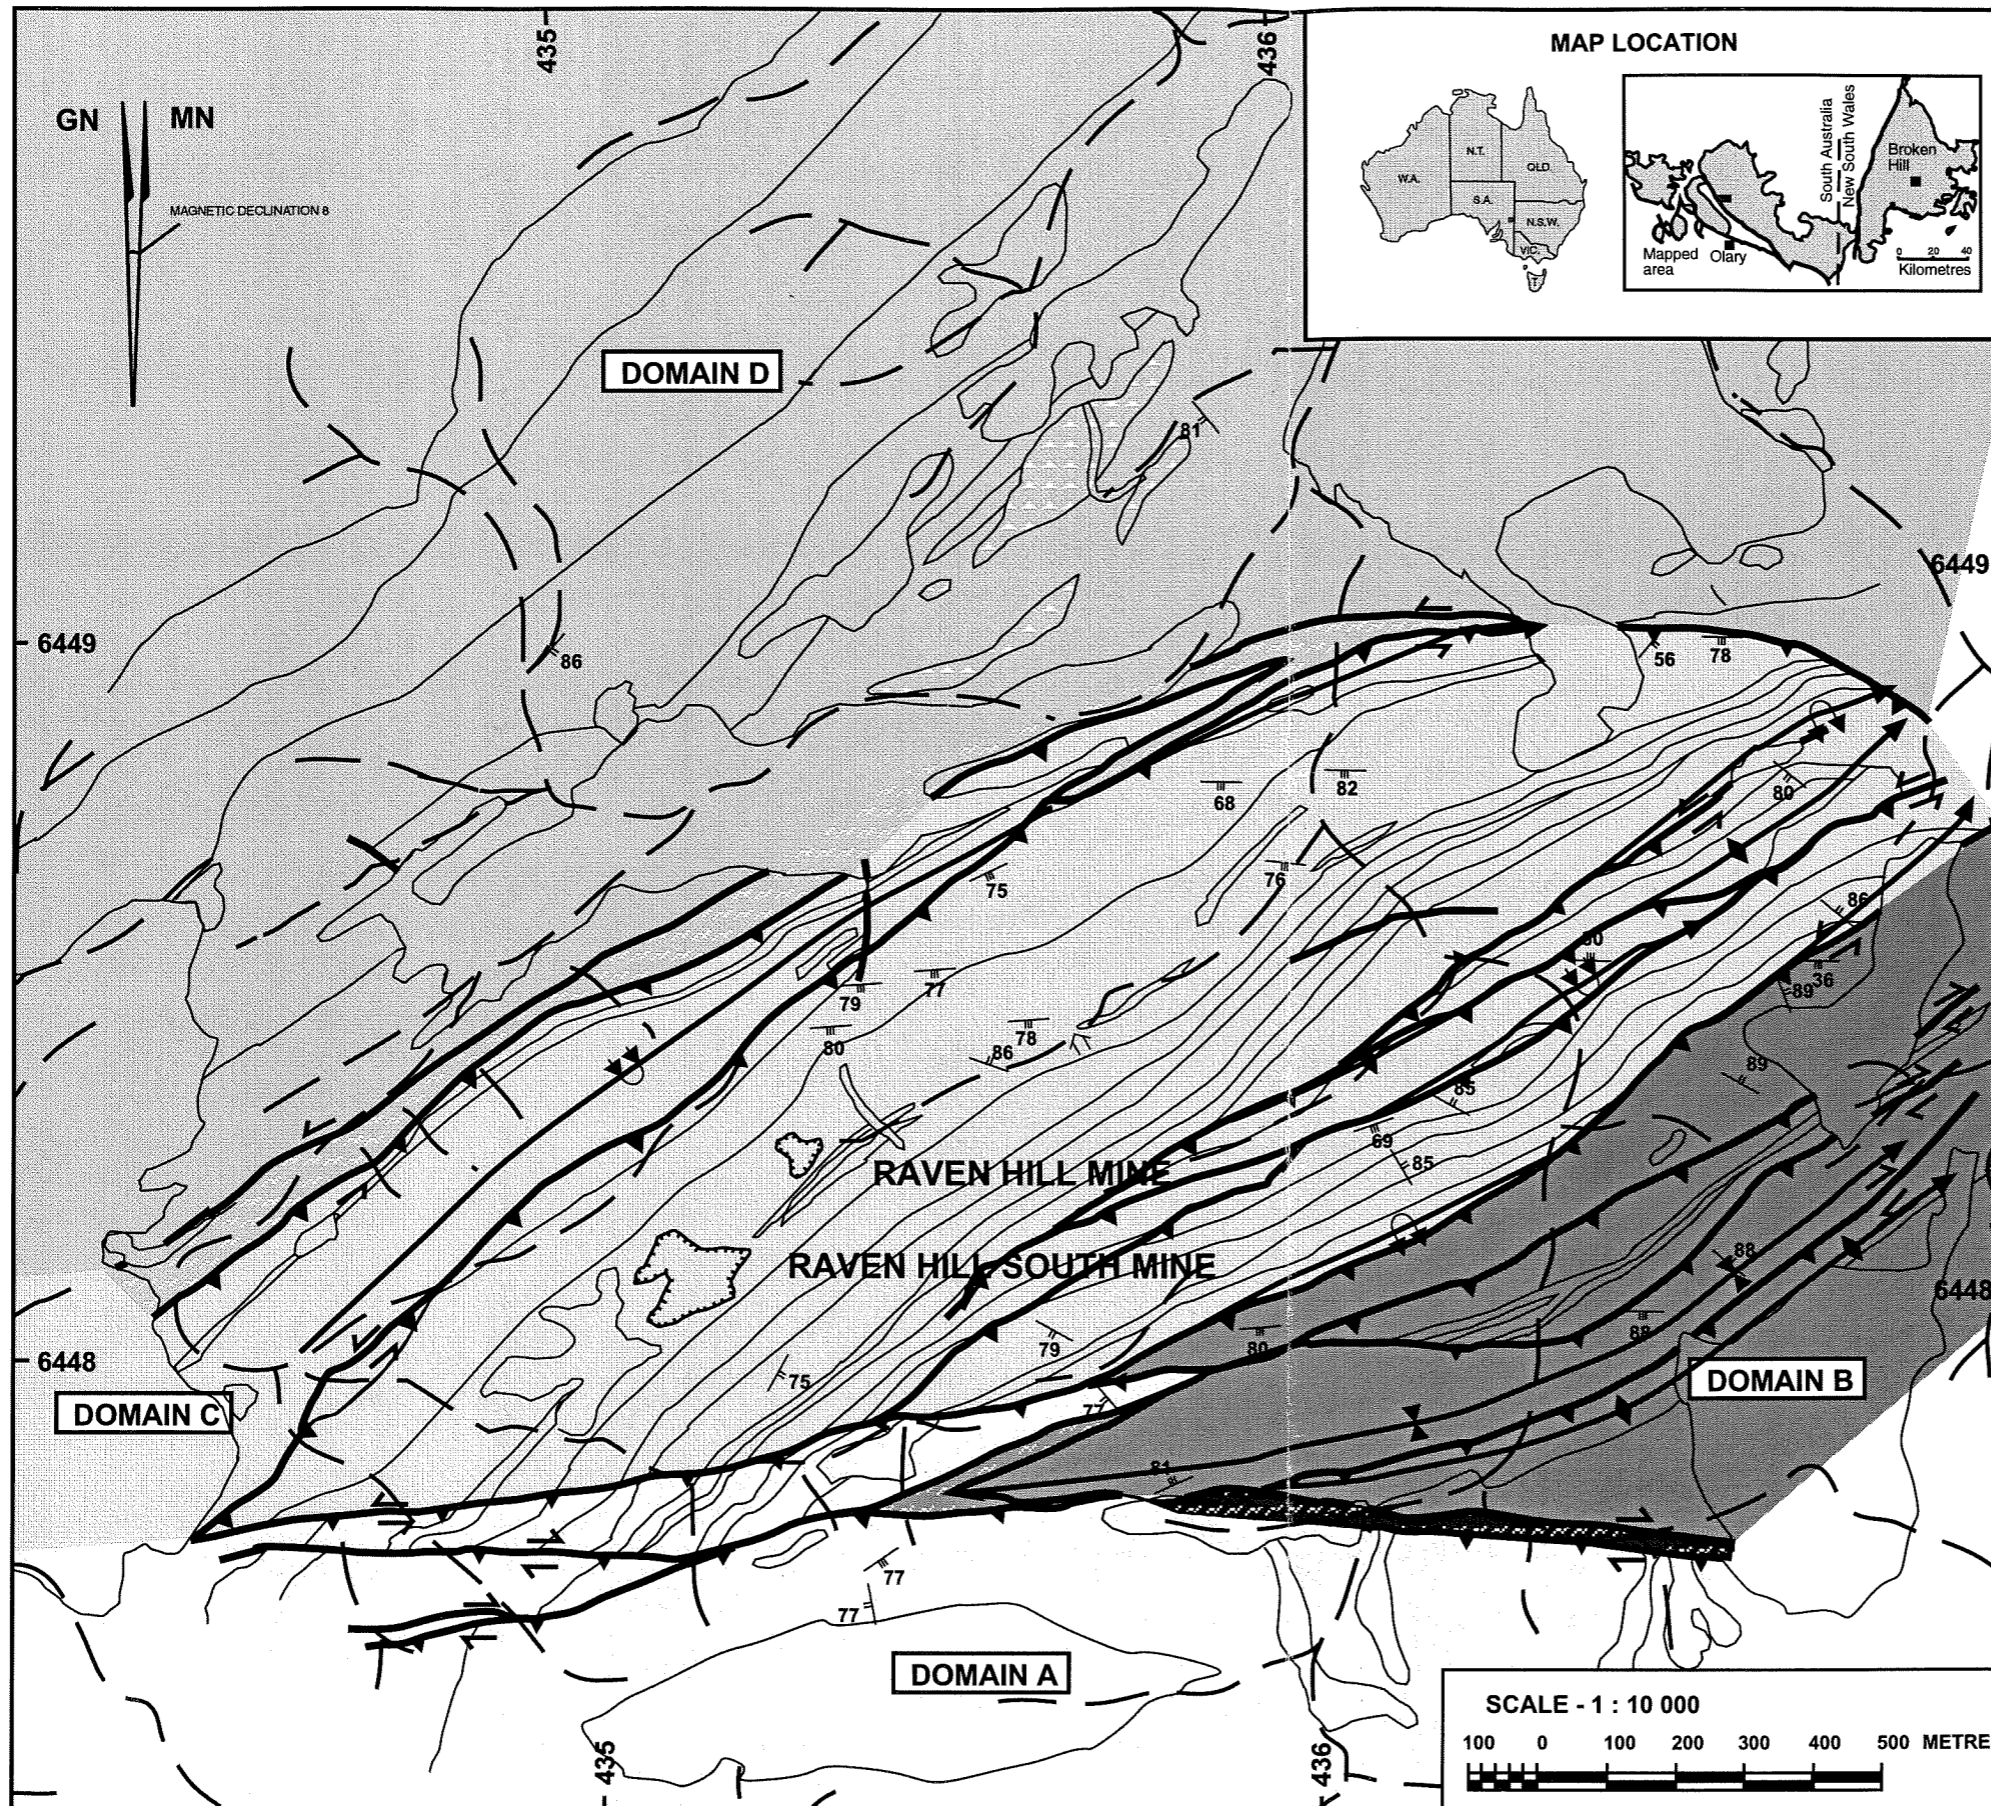 435
436
MAP LOCATION
GN MN
MAGNETIC DECLINATION 8
W.A.
N.T.
QLD.
S.A.
N.S.W.
VIC.
T
South Australia
New South Wales
Broken
Hill
Mapped
area
Olary
0 20 40
Kilometres
DOMAIN D
81
6449
6449
86
56
78
68
82
80
75
76
86
79
77
36
89
80
78
86
89
85
69
85
RAVEN HILL MINE
RAVEN HILL SOUTH MINE
88
6448
6448
79
80
88
75
77
DOMAIN C
DOMAIN B
81
77
77
DOMAIN A
435
436
SCALE - 1 : 10 000
100 0 100 200 300 400 500 METRE